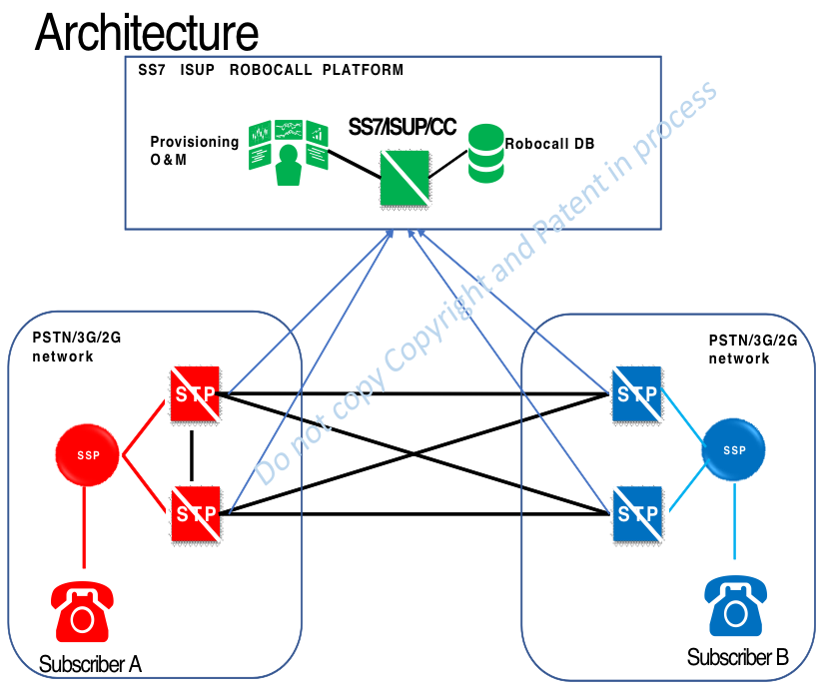 Architecture
SS7 ISUP ROBOCALL PLATFORM
SS7/ISUP/CC
Provisioning
O&M
Robocall DB
Do not copy Copyright and Patent in process
PSTN/3G/2G
network
PSTN/3G/2G
network
STP
STP
SSP
SSP
STP
STP
Subscriber A
Subscriber B